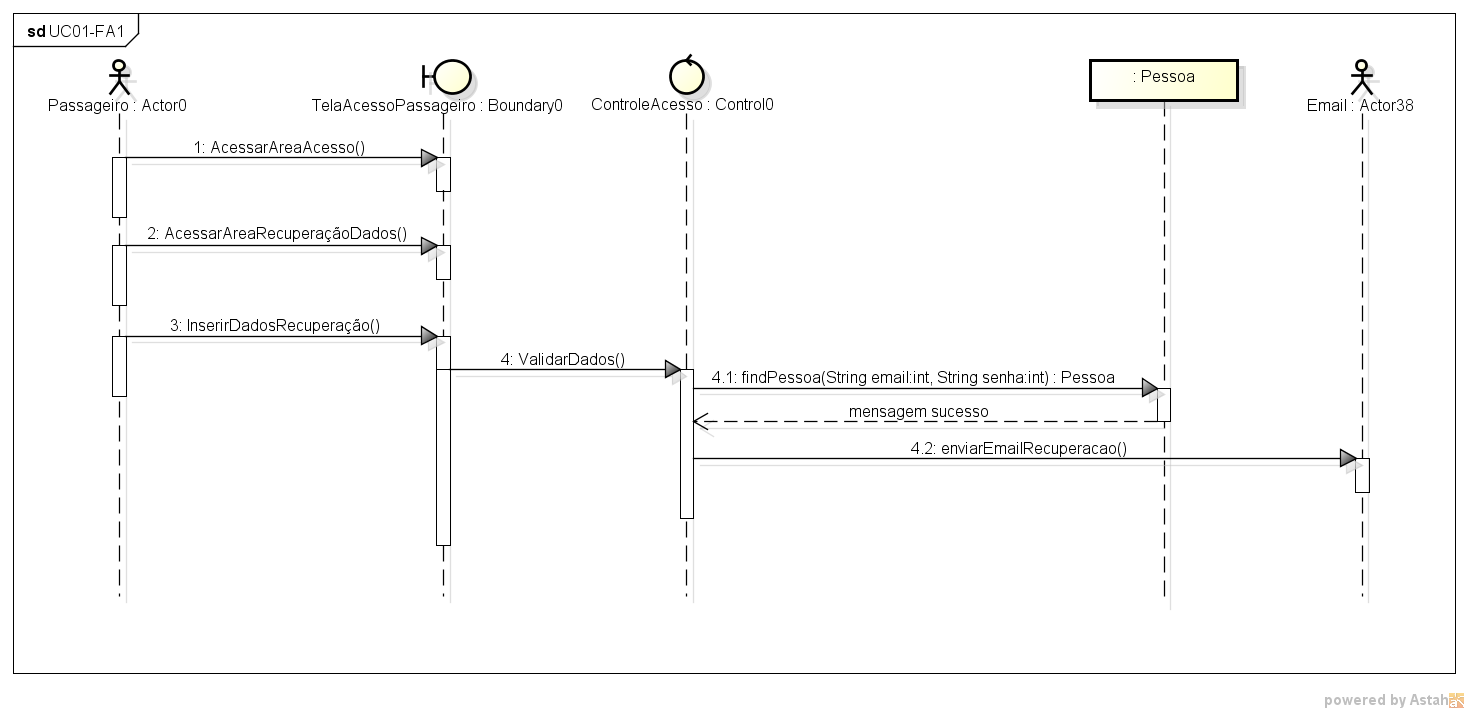 sd UC01-FA1
Passageiro : Actor0
TelaAcessoPassageiro : Boundary0
ControleAcesso : Control0
: Pessoa
Email : Actor38
1: AcessarAreaAcesso()
2: AcessarAreaRecuperaçãoDados()
3: InserirDadosRecuperação()
4: ValidarDados()
4.1: findPessoa(String email:int, String senha:int) : Pessoa
mensagem sucesso
4.2: enviarEmailRecuperacao()
powered by Astah